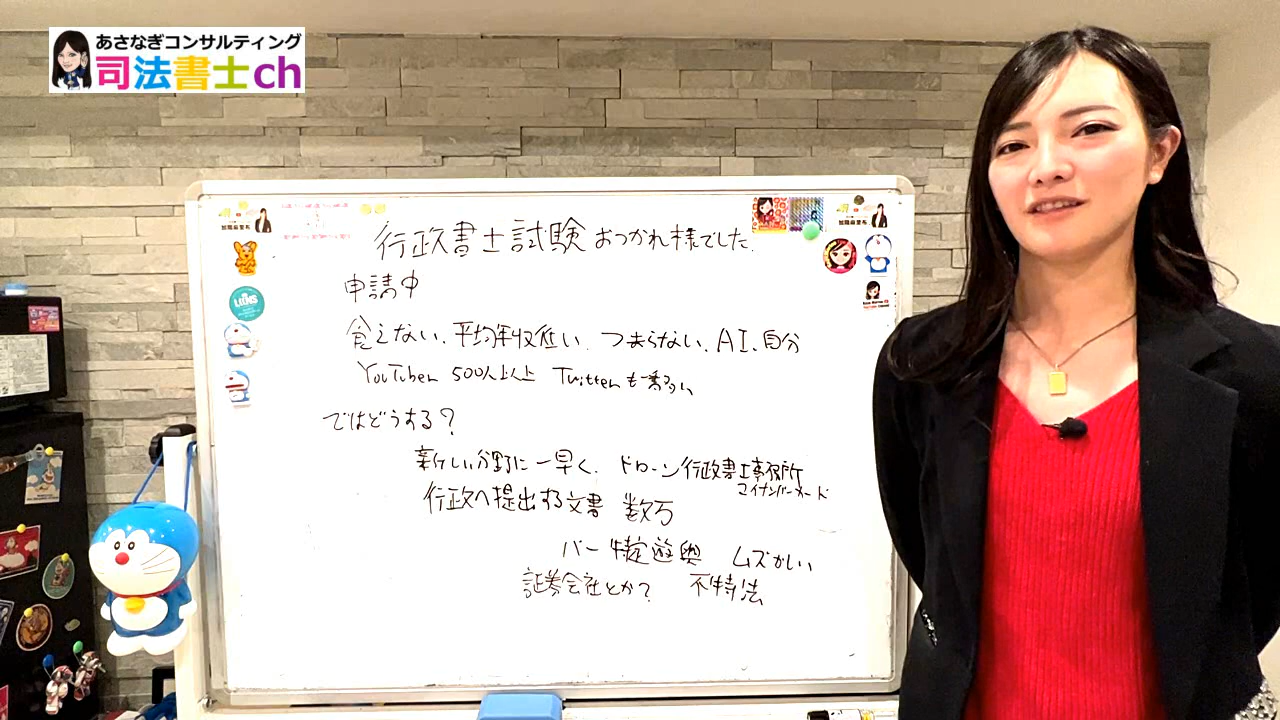 あさなぎコンサルティング
司法書士ch
行政書士試験 おつかれ様でした.
申請中
食えない、平均年収低い、つまらない、AI、自分
YouTuber 500人以上 Twitterも多い
ではどうする?
新しい分野に一早く、ドローン行政書士事務所
マイナンバーカード
行政へ提出する文書 数万
バー 特定遊興 ムズかしい
証券会社とか? 不特法
LIONS